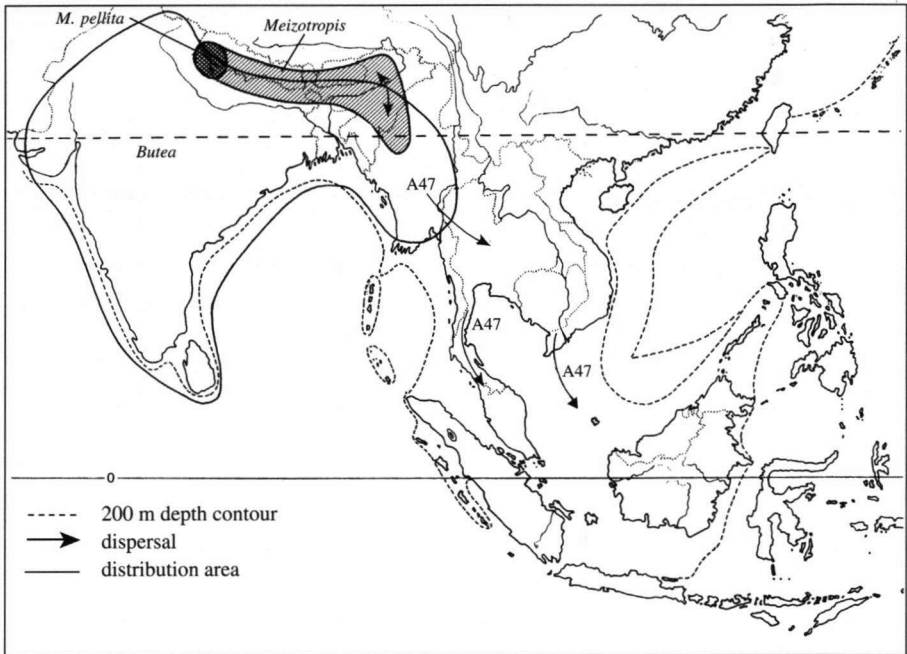 M. pellita
Meizotropis
Butea
A47
A47
A47
0
200 m depth contour
dispersal
distribution area